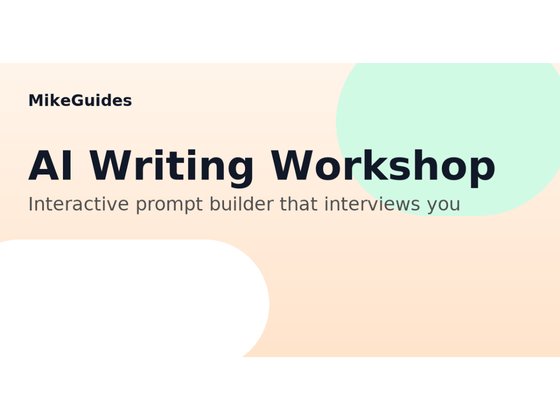 MikeGuides
AI Writing Workshop
Interactive prompt builder that interviews you